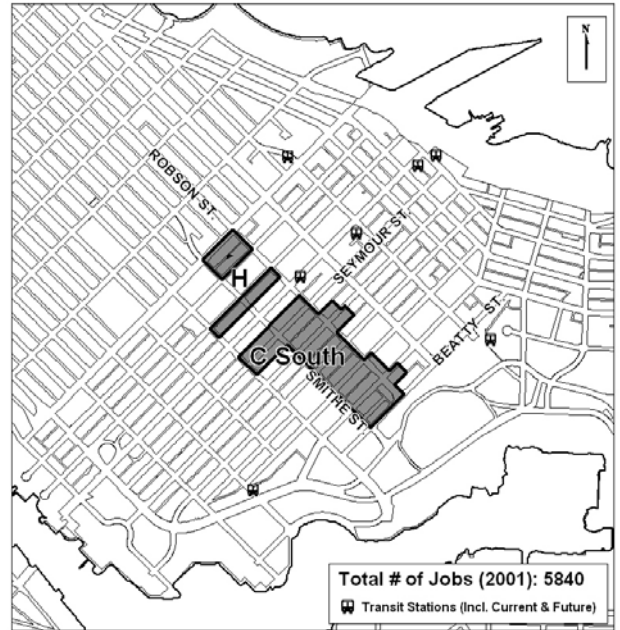 N
ROBSON ST.
SEYMOUR ST.
H
BEATTY ST.
C South
SMITHE ST.
Total # of Jobs (2001): 5840
Transit Stations (Incl. Current & Future)